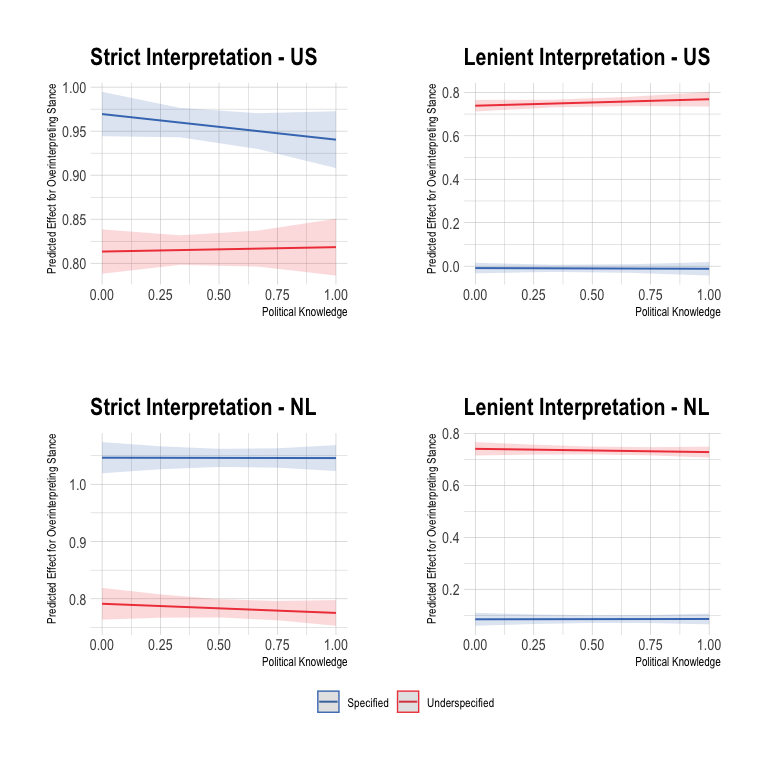 Strict Interpretation - US
Predicted Effect for Overinterpreting Stance
1.00
0.95
0.90
0.85
0.80
0.00 0.25 0.50 0.75 1.00
Political Knowledge
Lenient Interpretation - US
Predicted Effect for Overinterpreting Stance
0.8
0.6
0.4
0.2
0.0
0.00 0.25 0.50 0.75 1.00
Political Knowledge
Strict Interpretation - NL
Predicted Effect for Overinterpreting Stance
1.0
0.9
0.8
0.00 0.25 0.50 0.75 1.00
Political Knowledge
Lenient Interpretation - NL
Predicted Effect for Overinterpreting Stance
0.8
0.6
0.4
0.2
0.00 0.25 0.50 0.75 1.00
Political Knowledge
Specified Underspecified